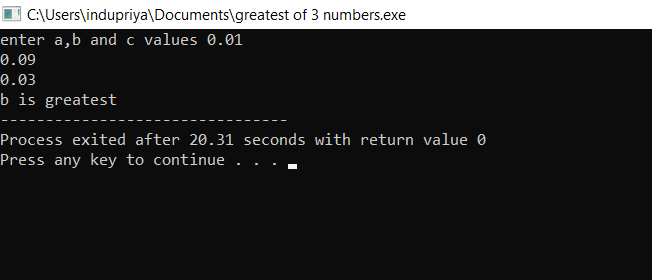 C:\Users\indupriya\Documents\greatest of 3 numbers.exe
enter a,b and c values 0.01
0.09
0.03
b is greatest
--------------------------------
Process exited after 20.31 seconds with return value 0
Press any key to continue . . .